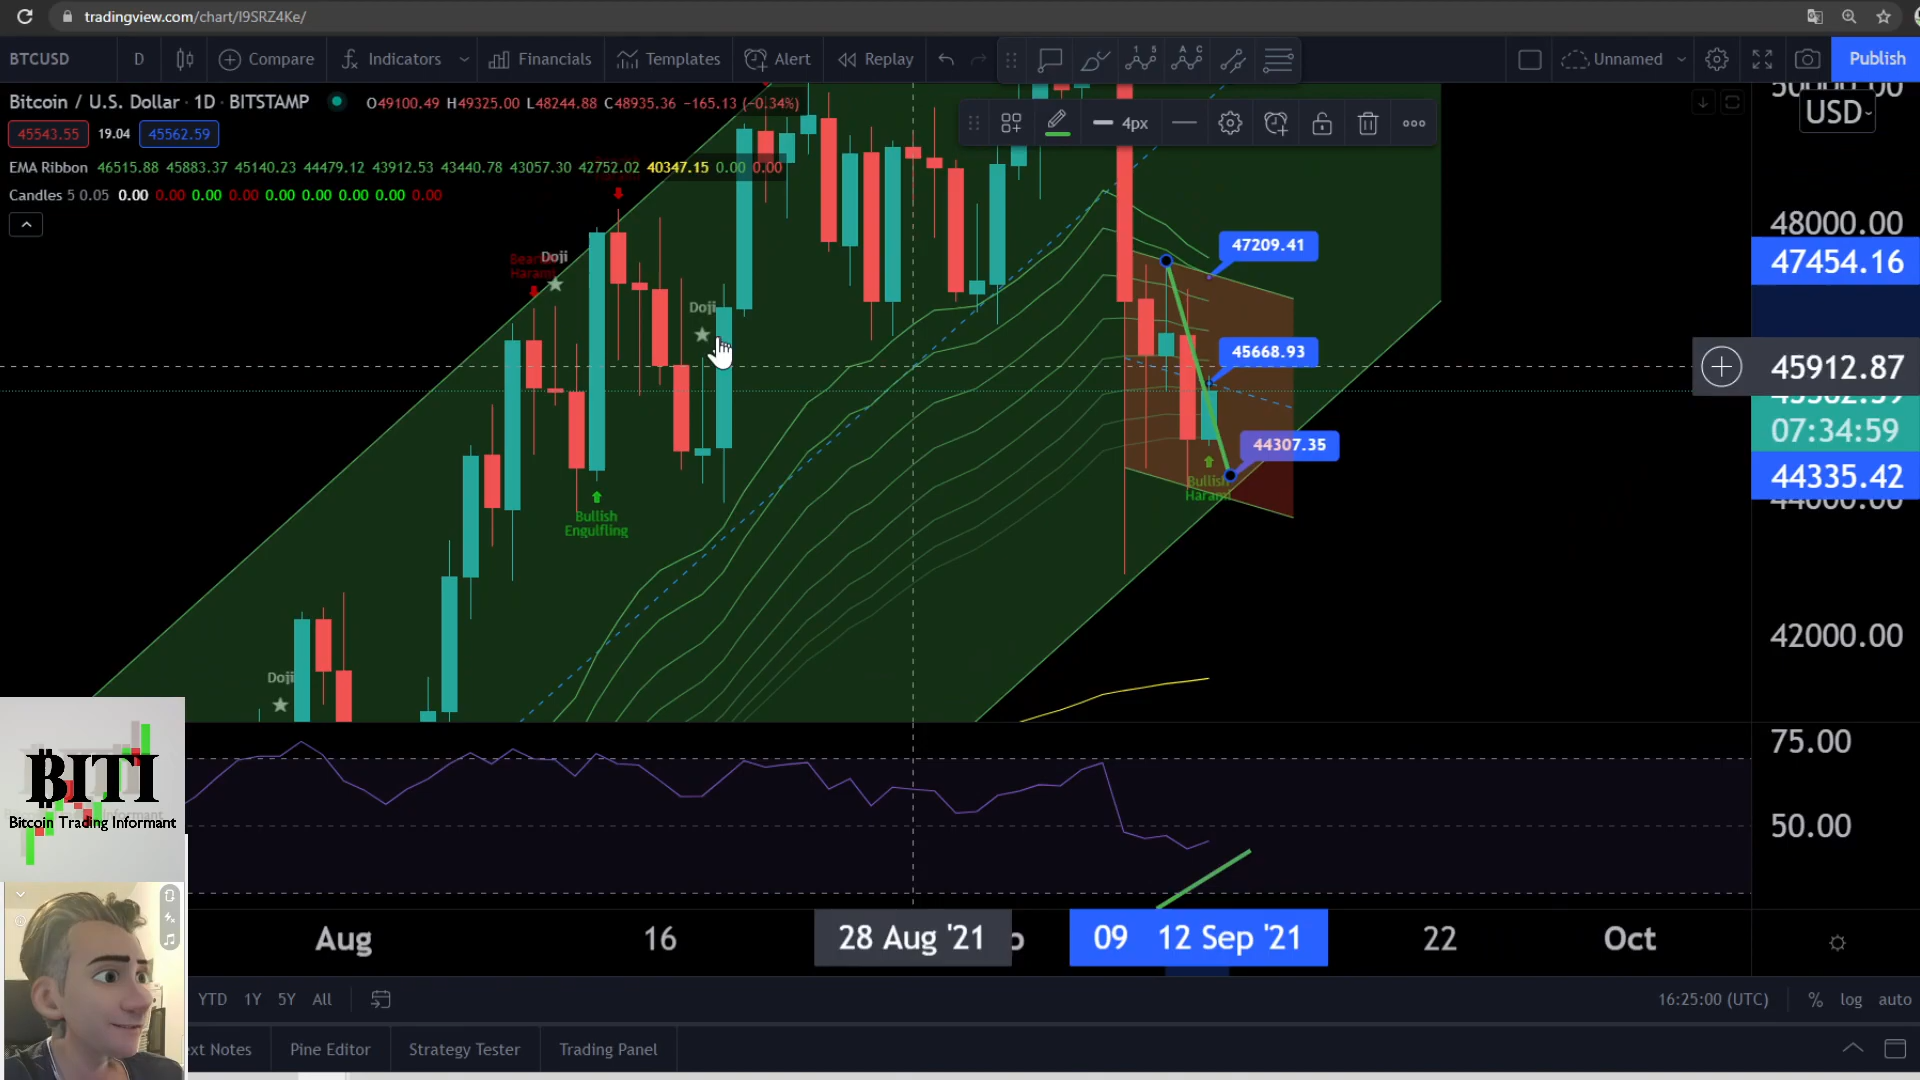 tradingview.com/chart/I9SRZ4Ke/
BTCUSD D Compare Indicators Financials Templates Alert Replay Unnamed Publish
Bitcoin / U.S. Dollar · 1D · BITSTAMP O49100.49 H49325.00 L48244.88 C48935.36 −165.13 (−0.34%)
45543.55 19.04 45562.59
EMA Ribbon 46515.88 45883.37 45140.23 44479.12 43912.53 43440.78 43057.30 42752.02 40347.15 0.00 0.00
Candles 5 0.05 0.00 0.00 0.00 0.00 0.00 0.00 0.00 0.00 0.00
4px
USD
48000.00
47454.16
45912.87
07:34:59
44335.42
42000.00
75.00
50.00
47209.41
45668.93
44307.35
Doji
Harami
Doji
Bullish
Engulfling
Bullish
Harami
Doji
BITI
Bitcoin Trading Informant
Aug 16 28 Aug '21 09 12 Sep '21 22 Oct
YTD 1Y 5Y All 16:25:00 (UTC) % log auto
ext Notes Pine Editor Strategy Tester Trading Panel